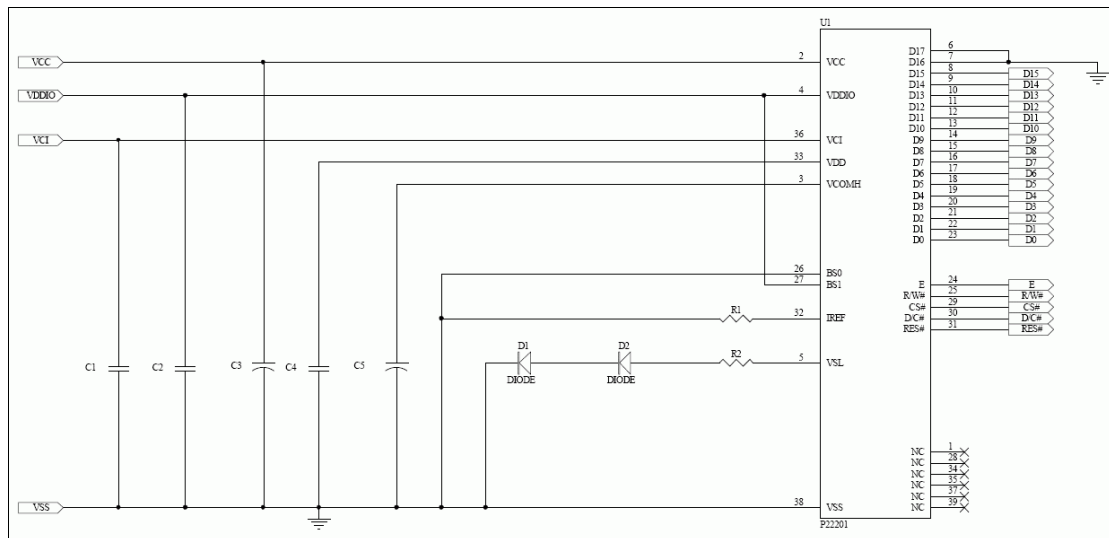 U1
VCC 2 VCC
VDDIO 4 VDDIO
VCI 36 VCI
33 VDD
3 VCOMH
26 BS0
27 BS1
R1 32 IREF
D1 D2 R2 5 VSL
DIODE DIODE
C1 C2 C3 C4 C5
VSS 38 VSS
P22201
D17 6
D16 7
D15 8 D15
D14 9 D14
D13 10 D13
D12 11 D12
D11 12 D11
D10 13 D10
D9 14 D9
D8 15 D8
D7 16 D7
D6 17 D6
D5 18 D5
D4 19 D4
D3 20 D3
D2 21 D2
D1 22 D1
D0 23 D0
E 24 E
R/W# 25 R/W#
CS# 29 CS#
D/C# 30 D/C#
RES# 31 RES#
NC 1
NC 28
NC 34
NC 35
NC 37
NC 39